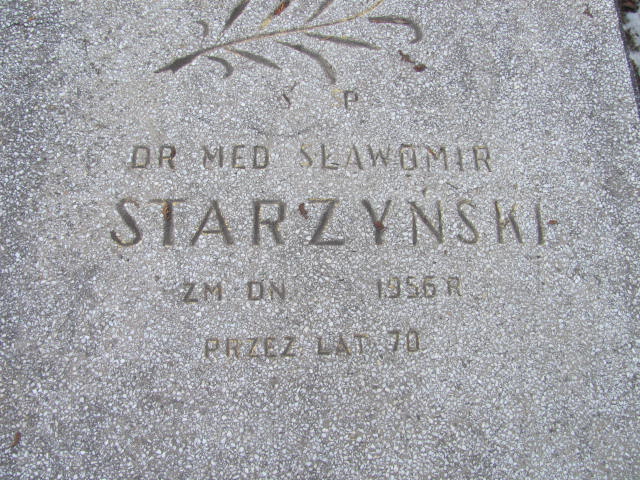 Ś P
DR MED SŁAWOMIR
STARZYŃSKI
ZM DN 1956 R
PRZEZ LAT 70